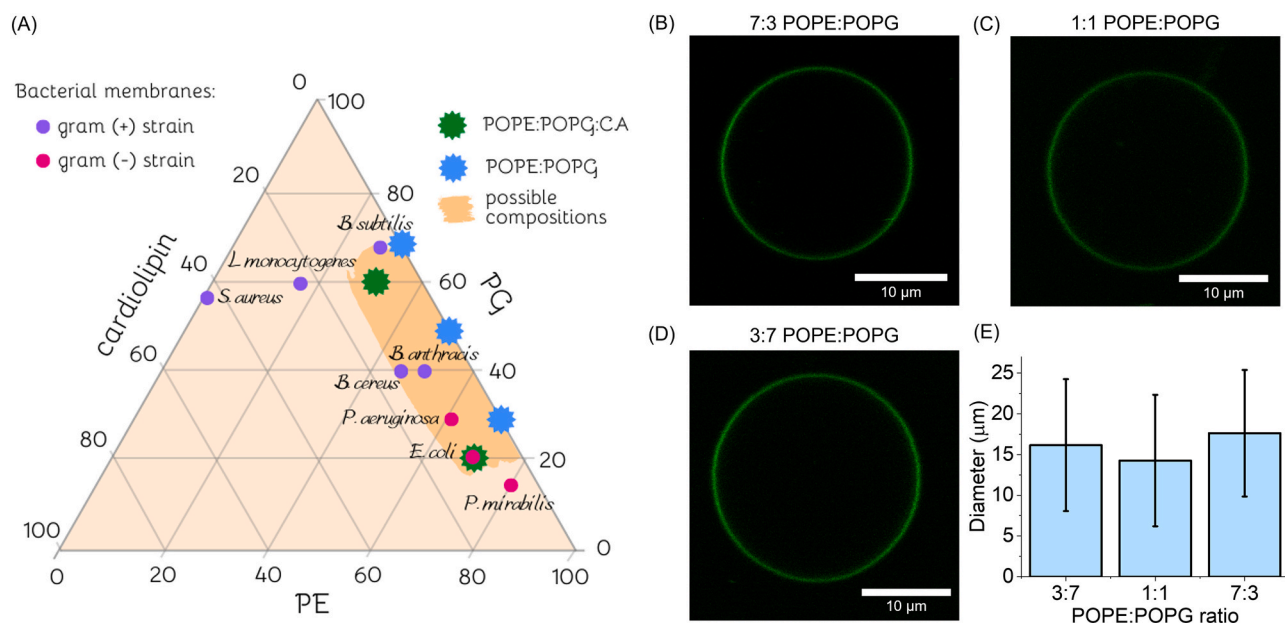 (A)
Bacterial membranes:
gram (+) strain
gram (-) strain
POPE:POPG:CA
POPE:POPG
possible
compositions
0
100
20
80
B. subtilis
L. monocytogenes
40
60
S. aureus
cardiolipin
PG
60
40
B. anthracis
B. cereus
P. aeruginosa
80
20
E. coli
P. mirabilis
100
0
0
20
40
60
80
100
PE
(B)
7:3 POPE:POPG
10 µm
(C)
1:1 POPE:POPG
10 µm
(D)
3:7 POPE:POPG
10 µm
(E)
Diameter (µm)
25
20
15
10
5
0
3:7
1:1
7:3
POPE:POPG ratio